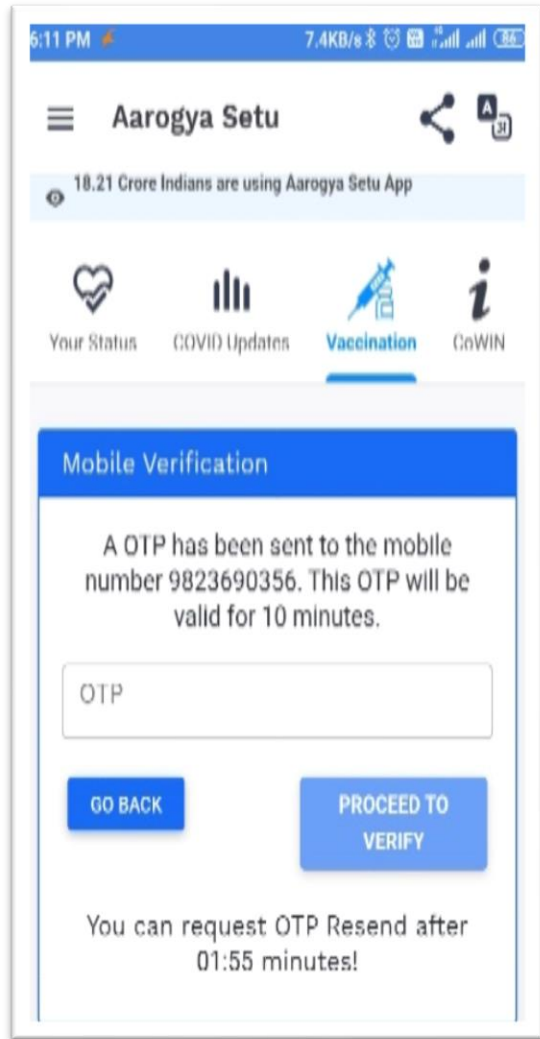 6:11 PM 7.4KB/s 86
Aarogya Setu
18.21 Crore Indians are using Aarogya Setu App
Your Status COVID Updates Vaccination CoWIN
Mobile Verification
A OTP has been sent to the mobile
number 9823690356. This OTP will be
valid for 10 minutes.
OTP
GO BACK
PROCEED TO
VERIFY
You can request OTP Resend after
01:55 minutes!